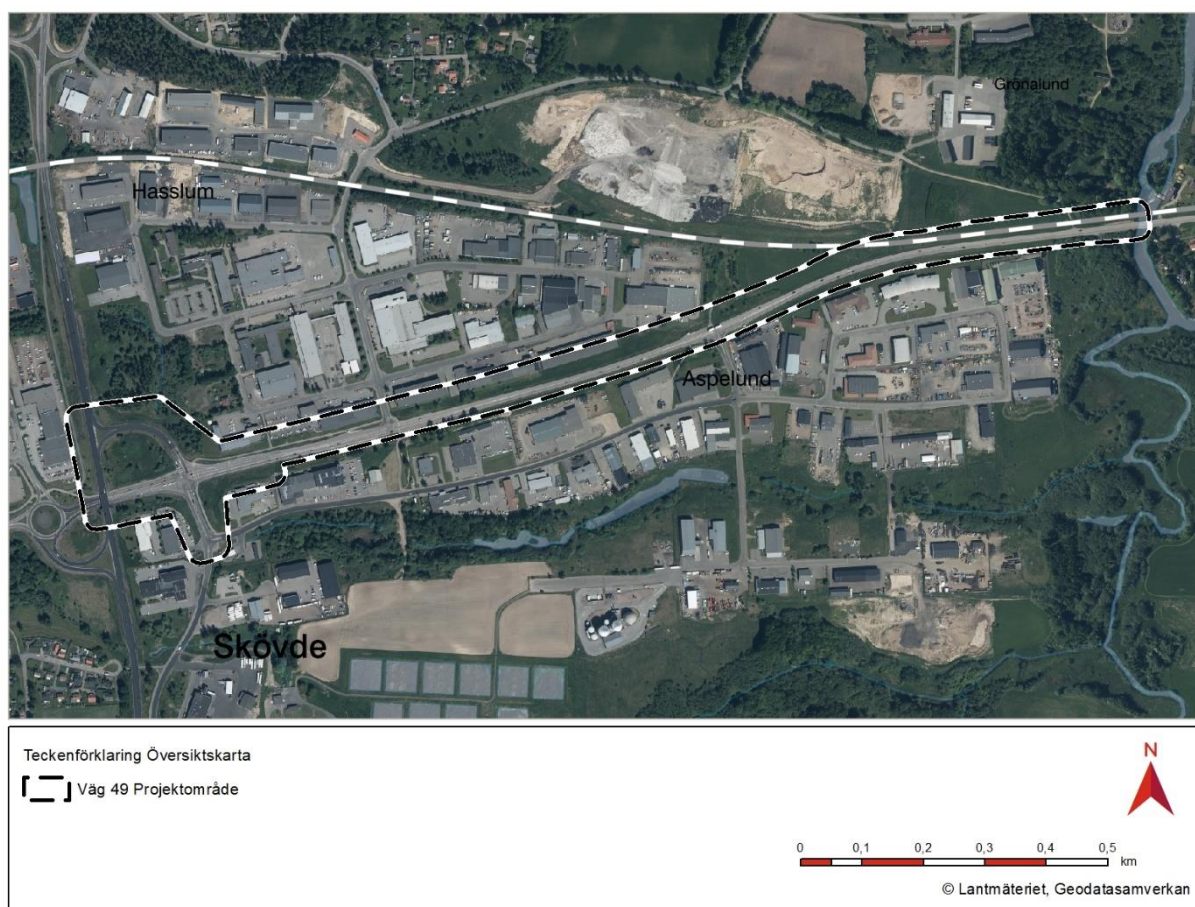 Grönalund
Hasslum
Aspelund
Skövde
Teckenförklaring Översiktskarta
Väg 49 Projektområde
N
0 0,1 0,2 0,3 0,4 0,5
km
© Lantmäteriet, Geodatasamverkan